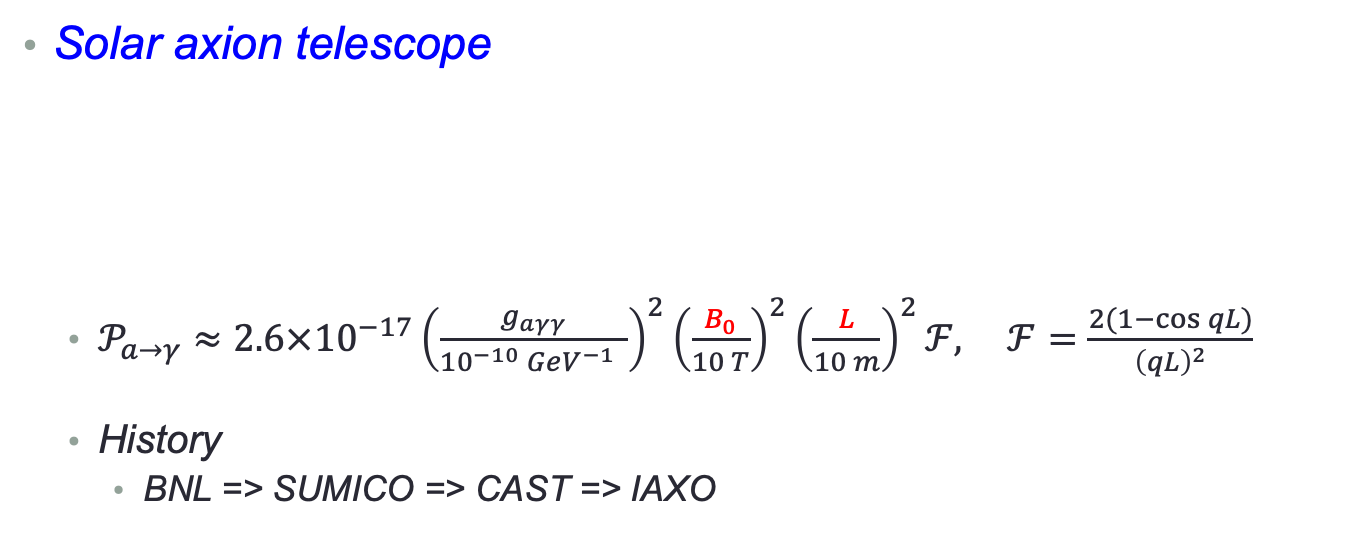 • Solar axion telescope
• 𝒫a→γ ≈ 2.6×10⁻¹⁷ (gaγγ / 10⁻¹⁰ GeV⁻¹)² (B₀ / 10 T)² (L / 10 m)² ℱ, ℱ = 2(1−cos qL) / (qL)²
• History
• BNL => SUMICO => CAST => IAXO